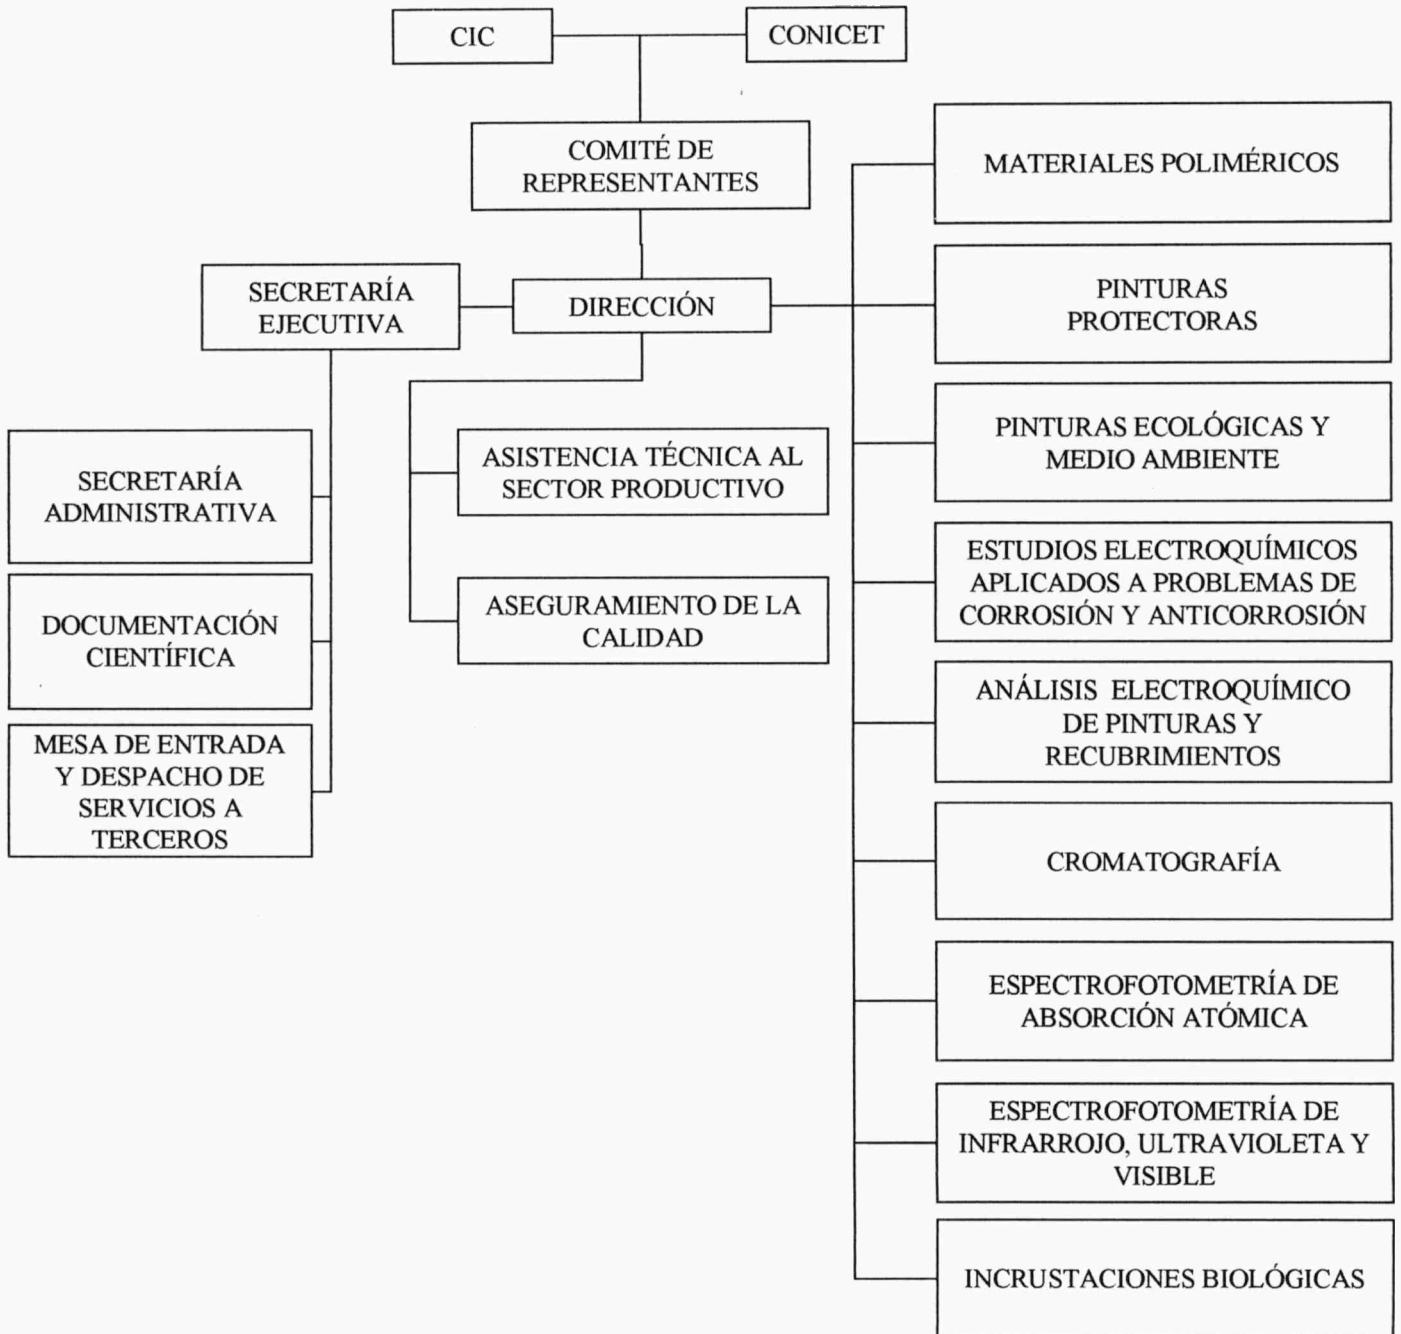 CIC
CONICET
COMITÉ DE
REPRESENTANTES
SECRETARÍA
EJECUTIVA
DIRECCIÓN
SECRETARÍA
ADMINISTRATIVA
DOCUMENTACIÓN
CIENTÍFICA
MESA DE ENTRADA
Y DESPACHO DE
SERVICIOS A
TERCEROS
ASISTENCIA TÉCNICA AL
SECTOR PRODUCTIVO
ASEGURAMIENTO DE LA
CALIDAD
MATERIALES POLIMÉRICOS
PINTURAS
PROTECTORAS
PINTURAS ECOLÓGICAS Y
MEDIO AMBIENTE
ESTUDIOS ELECTROQUÍMICOS
APLICADOS A PROBLEMAS DE
CORROSIÓN Y ANTICORROSIÓN
ANÁLISIS ELECTROQUÍMICO
DE PINTURAS Y
RECUBRIMIENTOS
CROMATOGRAFÍA
ESPECTROFOTOMETRÍA DE
ABSORCIÓN ATÓMICA
ESPECTROFOTOMETRÍA DE
INFRARROJO, ULTRAVIOLETA Y
VISIBLE
INCRUSTACIONES BIOLÓGICAS